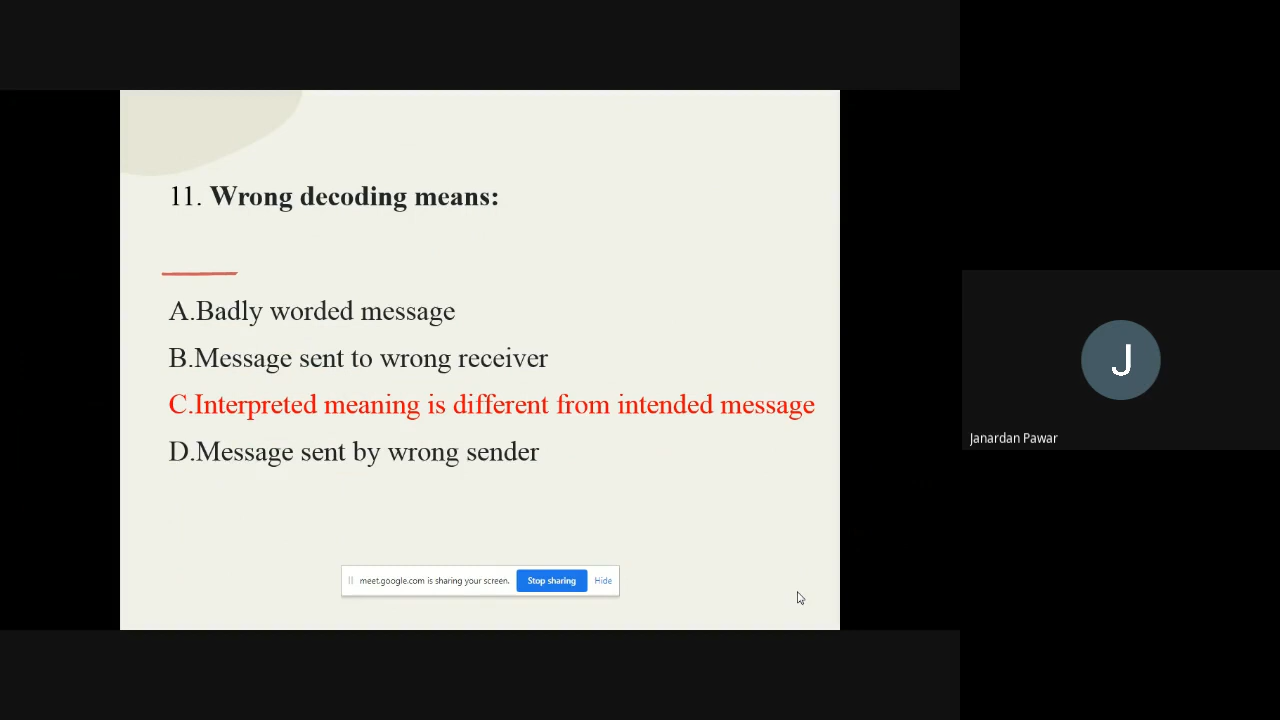 11. Wrong decoding means:
A.Badly worded message
B.Message sent to wrong receiver
C.Interpreted meaning is different from intended message
D.Message sent by wrong sender
meet.google.com is sharing your screen. Stop sharing Hide
J
Janardan Pawar